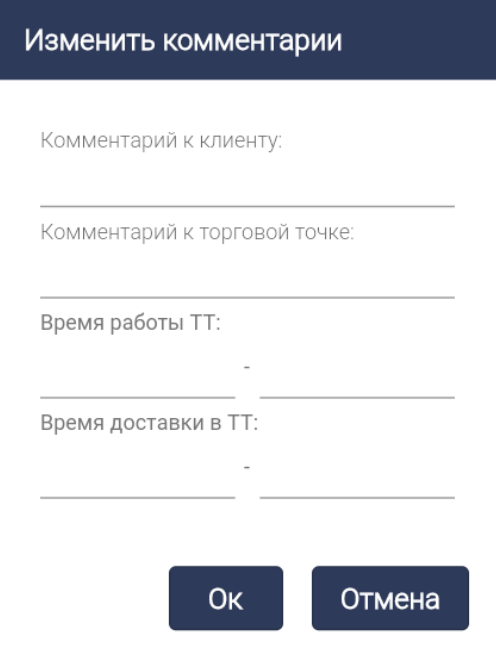 Изменить комментарии
Комментарий к клиенту:
Комментарий к торговой точке:
Время работы ТТ:
-
Время доставки в ТТ:
-
Ок Отмена